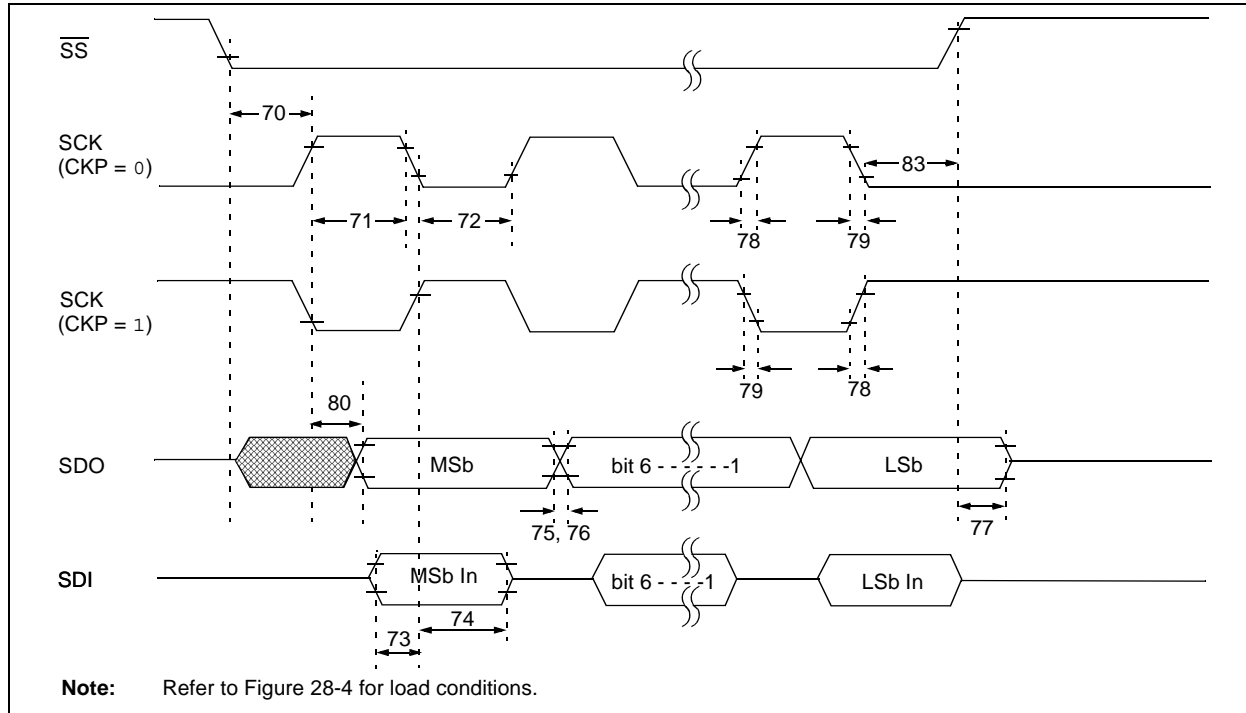 SS
70
SCK
(CKP = 0)
83
71
72
78
79
SCK
(CKP = 1)
79
78
80
SDO
MSb
bit 6 - - - - - -1
LSb
75, 76
77
SDI
MSb In
bit 6 - - - -1
LSb In
74
73
Note: Refer to Figure 28-4 for load conditions.